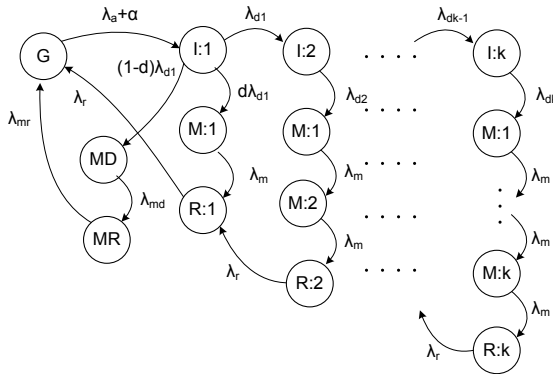 λa+α
λd1
λdk-1
G
I:1
I:2
. . . .
I:k
(1-d)λd1
λr
dλd1
λd2
. . . .
λdk
λmr
M:1
M:1
M:1
MD
λm
λm
. . . .
λm
λmd
R:1
M:2
.
.
.
MR
λm
. . . .
λm
λr
R:2
. . . .
M:k
λm
λr
R:k